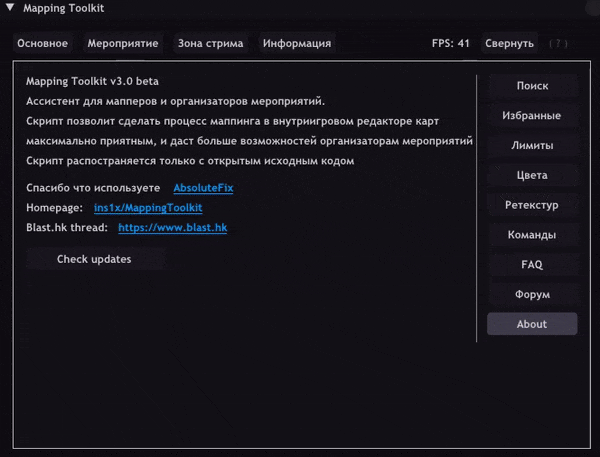 Mapping Toolkit
Основное Мероприятие Зона стрима Информация FPS: 41 Свернуть (?)
Mapping Toolkit v3.0 beta
Ассистент для мапперов и организаторов мероприятий.
Скрипт позволит сделать процесс маппинга в внутриигровом редакторе карт
максимально приятным, и даст больше возможностей организаторам мероприятий
Скрипт распостраняется только с открытым исходным кодом
Спасибо что используете AbsoluteFix
Homepage: ins1x/MappingToolkit
Blast.hk thread: https://www.blast.hk
Check updates
Поиск
Избранные
Лимиты
Цвета
Ретекстур
Команды
FAQ
Форум
About